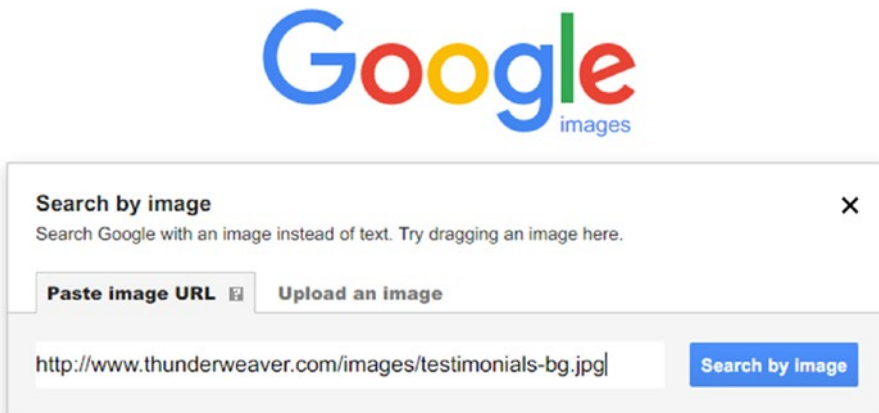 Google
images
Search by image
Search Google with an image instead of text. Try dragging an image here.
Paste image URL
Upload an image
http://www.thunderweaver.com/images/testimonials-bg.jpg
Search by image